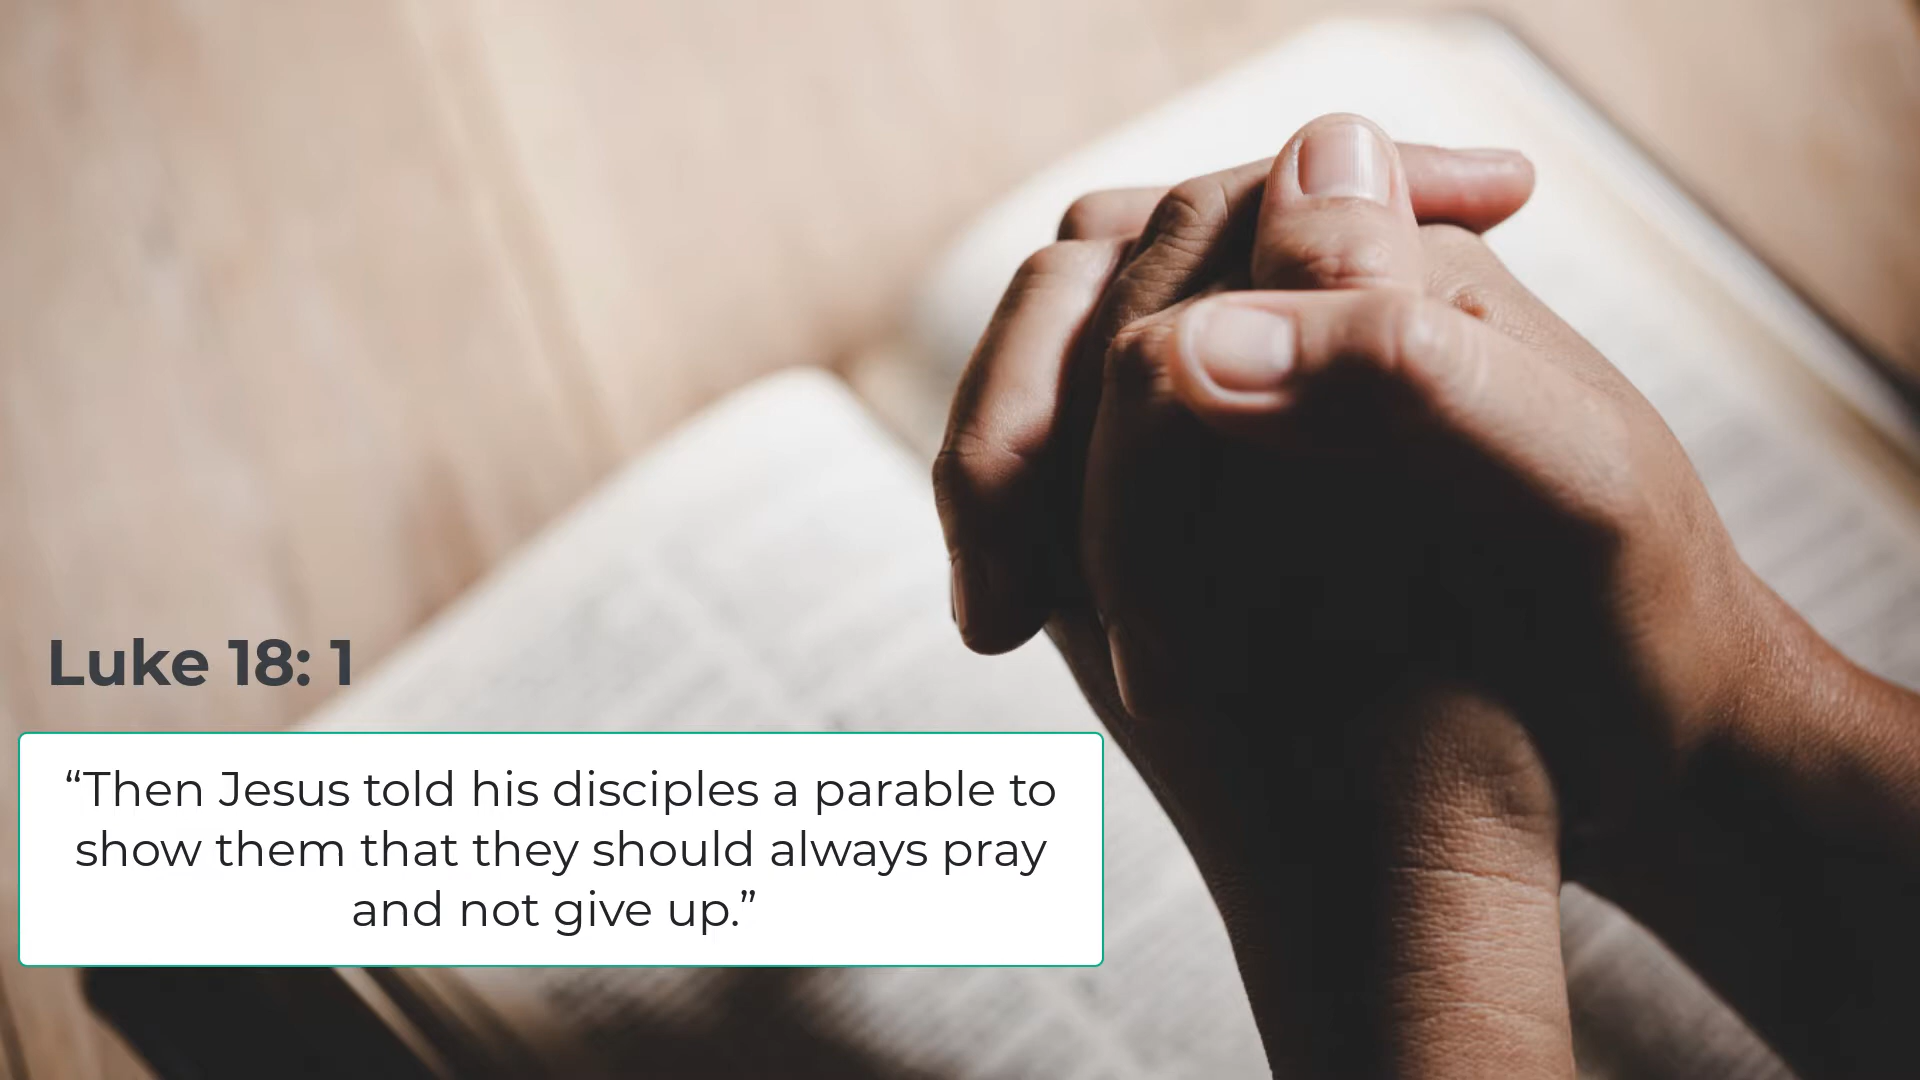 Luke 18: 1
“Then Jesus told his disciples a parable to
show them that they should always pray
and not give up.”